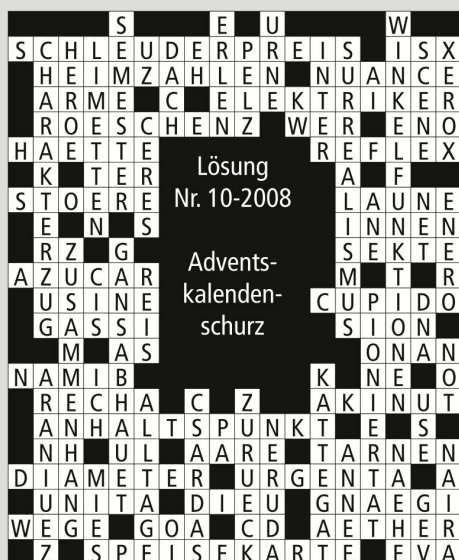 S E U W
SCHLEUDERPREIS ISX
HEIMZAHLEN NUANCE
ARME C ELEKTRIKER
ROESCHENZ WER ENO
HAETTE REFLEX
K TER A F
STOERE LAUNE
E N S INNEN
RZ G SEKTE
AZUCAR M T R
USINE CUPIDO
GASSI SION
M AS ONAN
NAMIB K NE O
RECHA C Z AKINUT
ANHALTSPUNKT E S
NH UL AARE TARNEN
DIAMETER URGENTA A
UNITA DIEU GNAEGI
WEGE GOA CD AETHER
Z SPEISEKARTE EVA
Lösung
Nr. 10-2008
Advents-
kalenden-
schurz